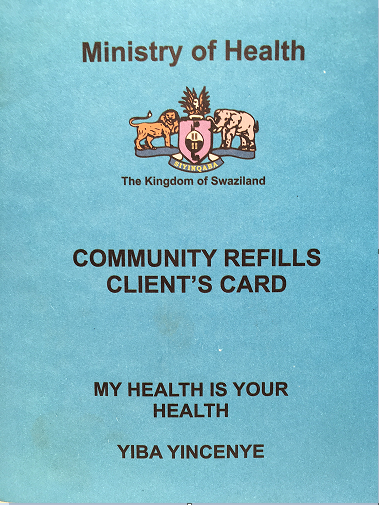 Ministry of Health
SIYINQABA
The Kingdom of Swaziland
COMMUNITY REFILLS
CLIENT'S CARD
MY HEALTH IS YOUR
HEALTH
YIBA YINCENYE